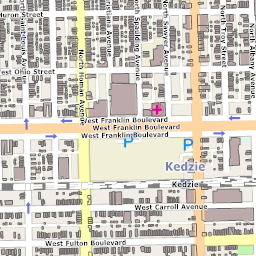 Huron Street
West Ohio Street
North Homan Avenue
North Spaulding Avenue
North Sawyer Avenue
North Albany Avenue
West Franklin Boulevard
West Franklin Boulevard
West Franklin Boulevard
P
P
Kedzie
Kedzie
West Carroll Avenue
West Fulton Boulevard